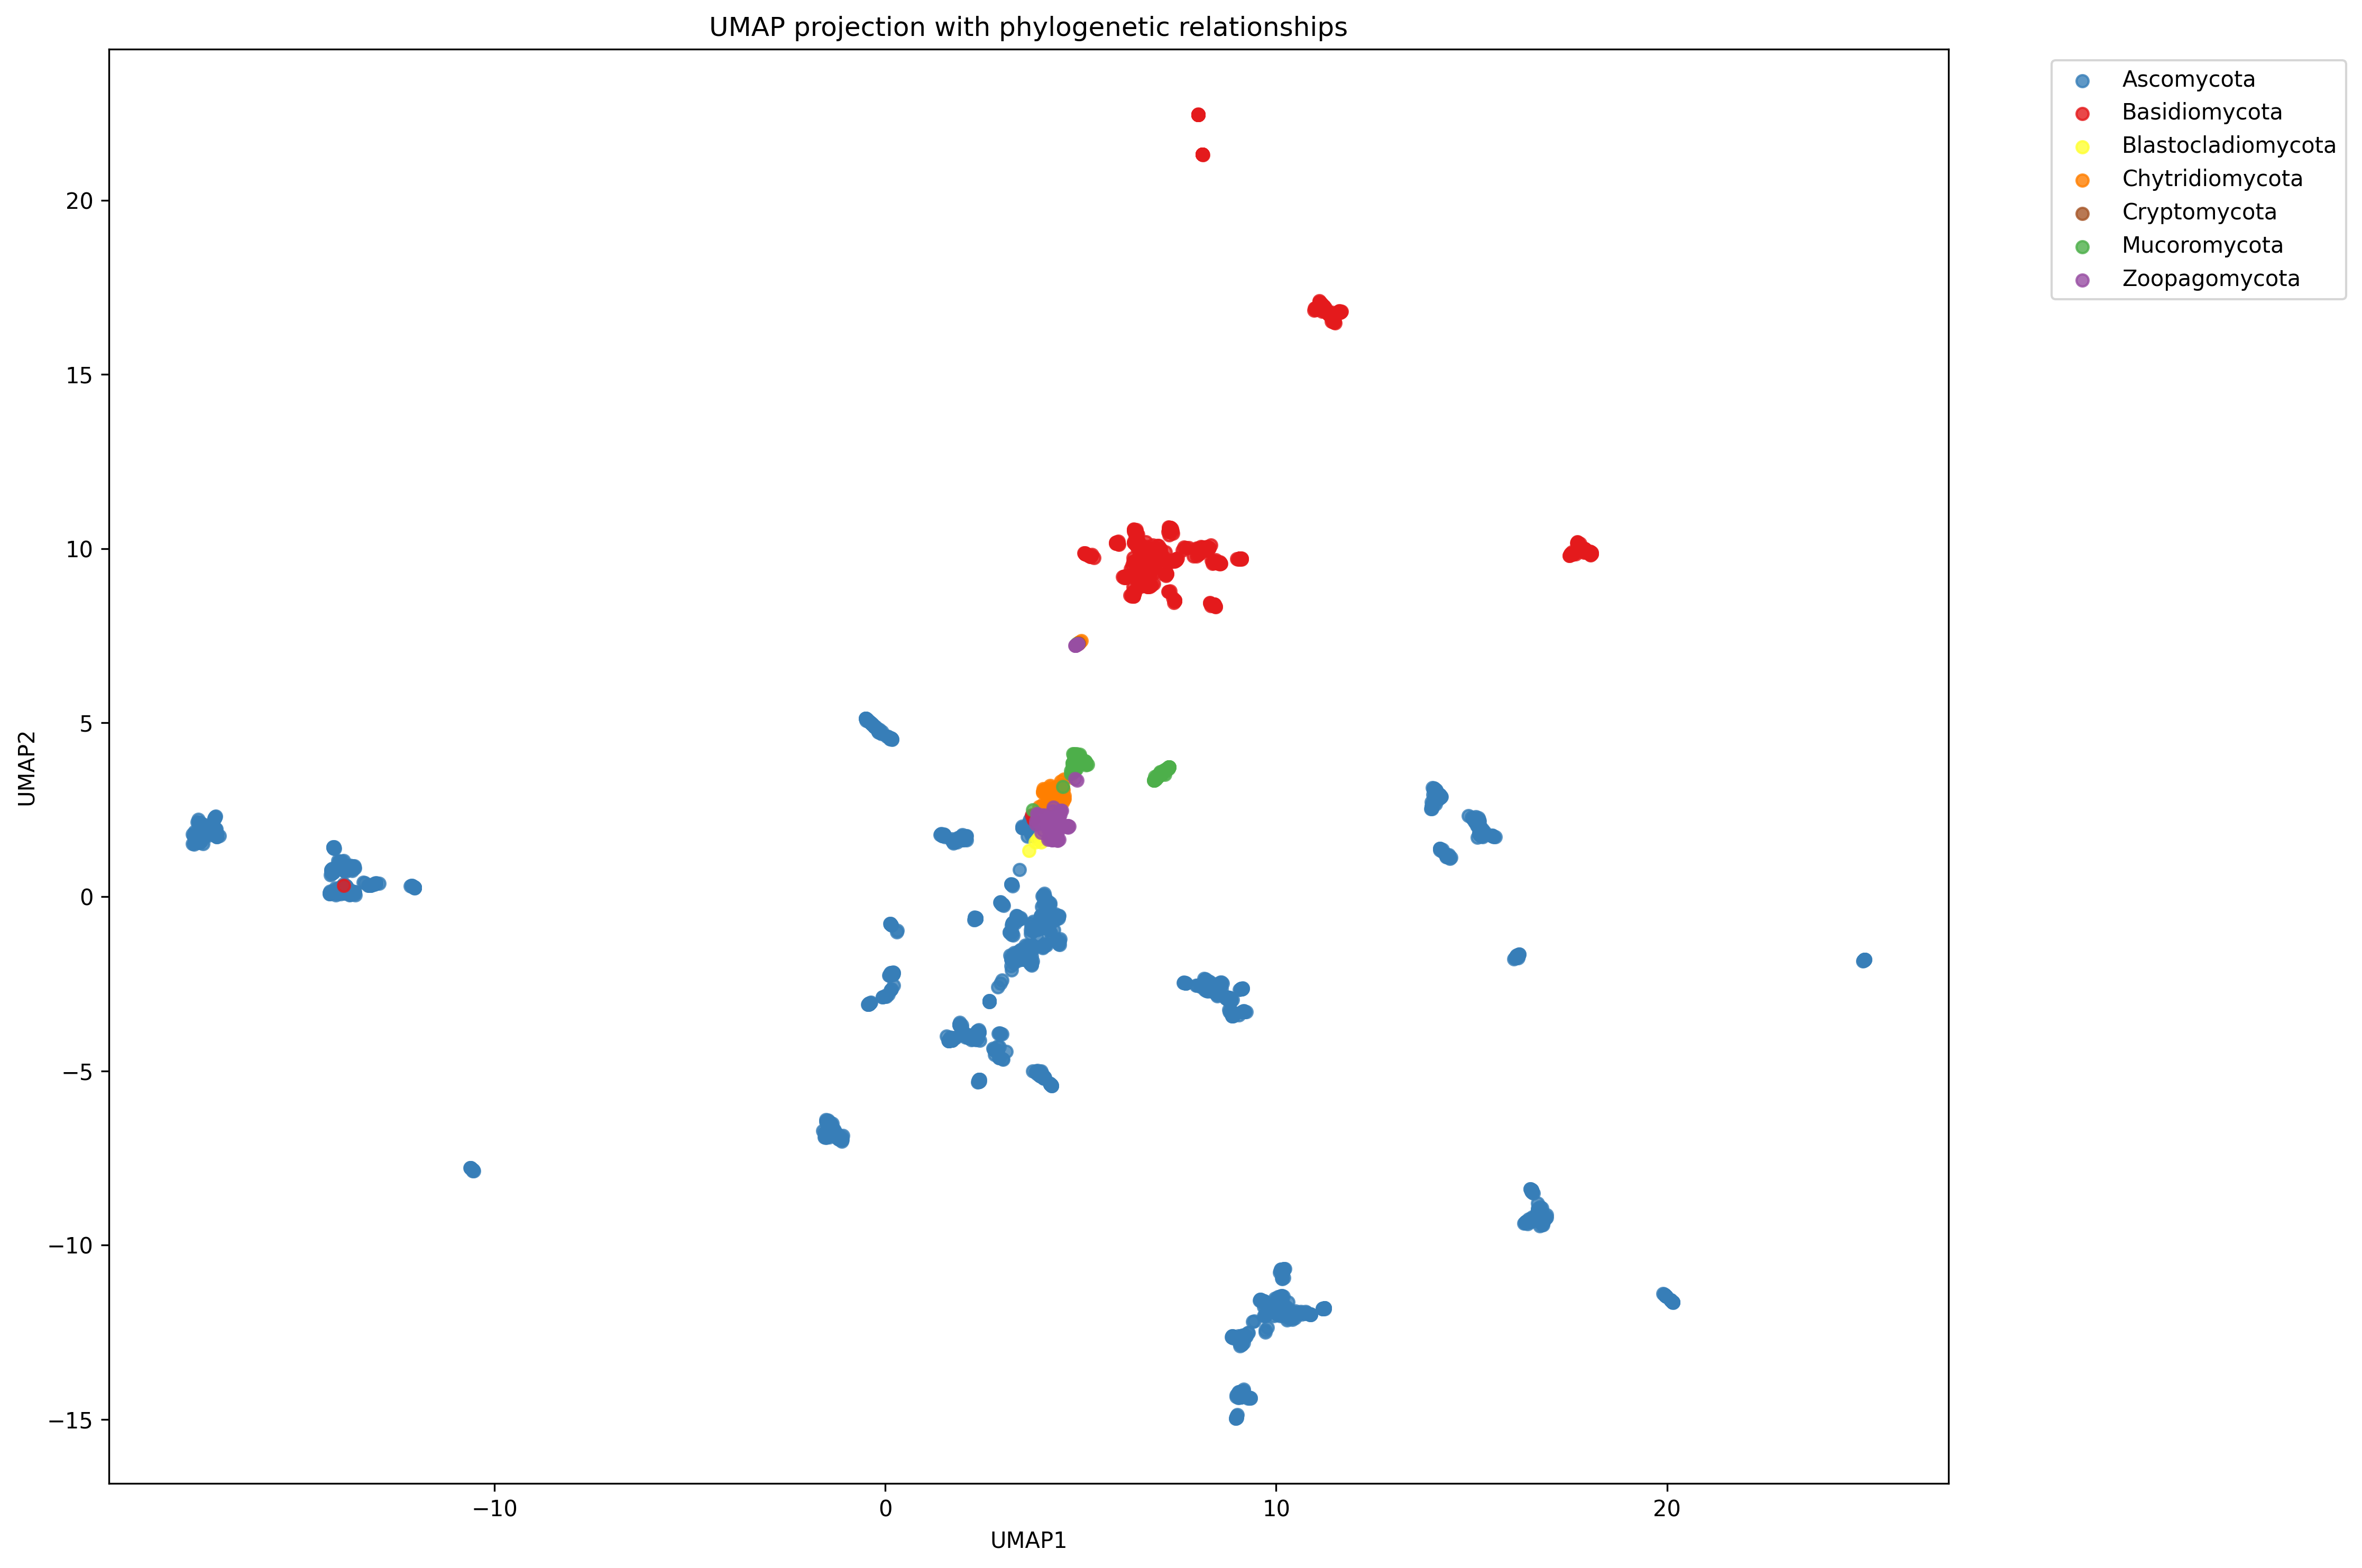 UMAP projection with phylogenetic relationships
Ascomycota
Basidiomycota
Blastocladiomycota
Chytridiomycota
Cryptomycota
Mucoromycota
Zoopagomycota
UMAP2
20
15
10
5
0
−5
−10
−15
−10
0
10
20
UMAP1